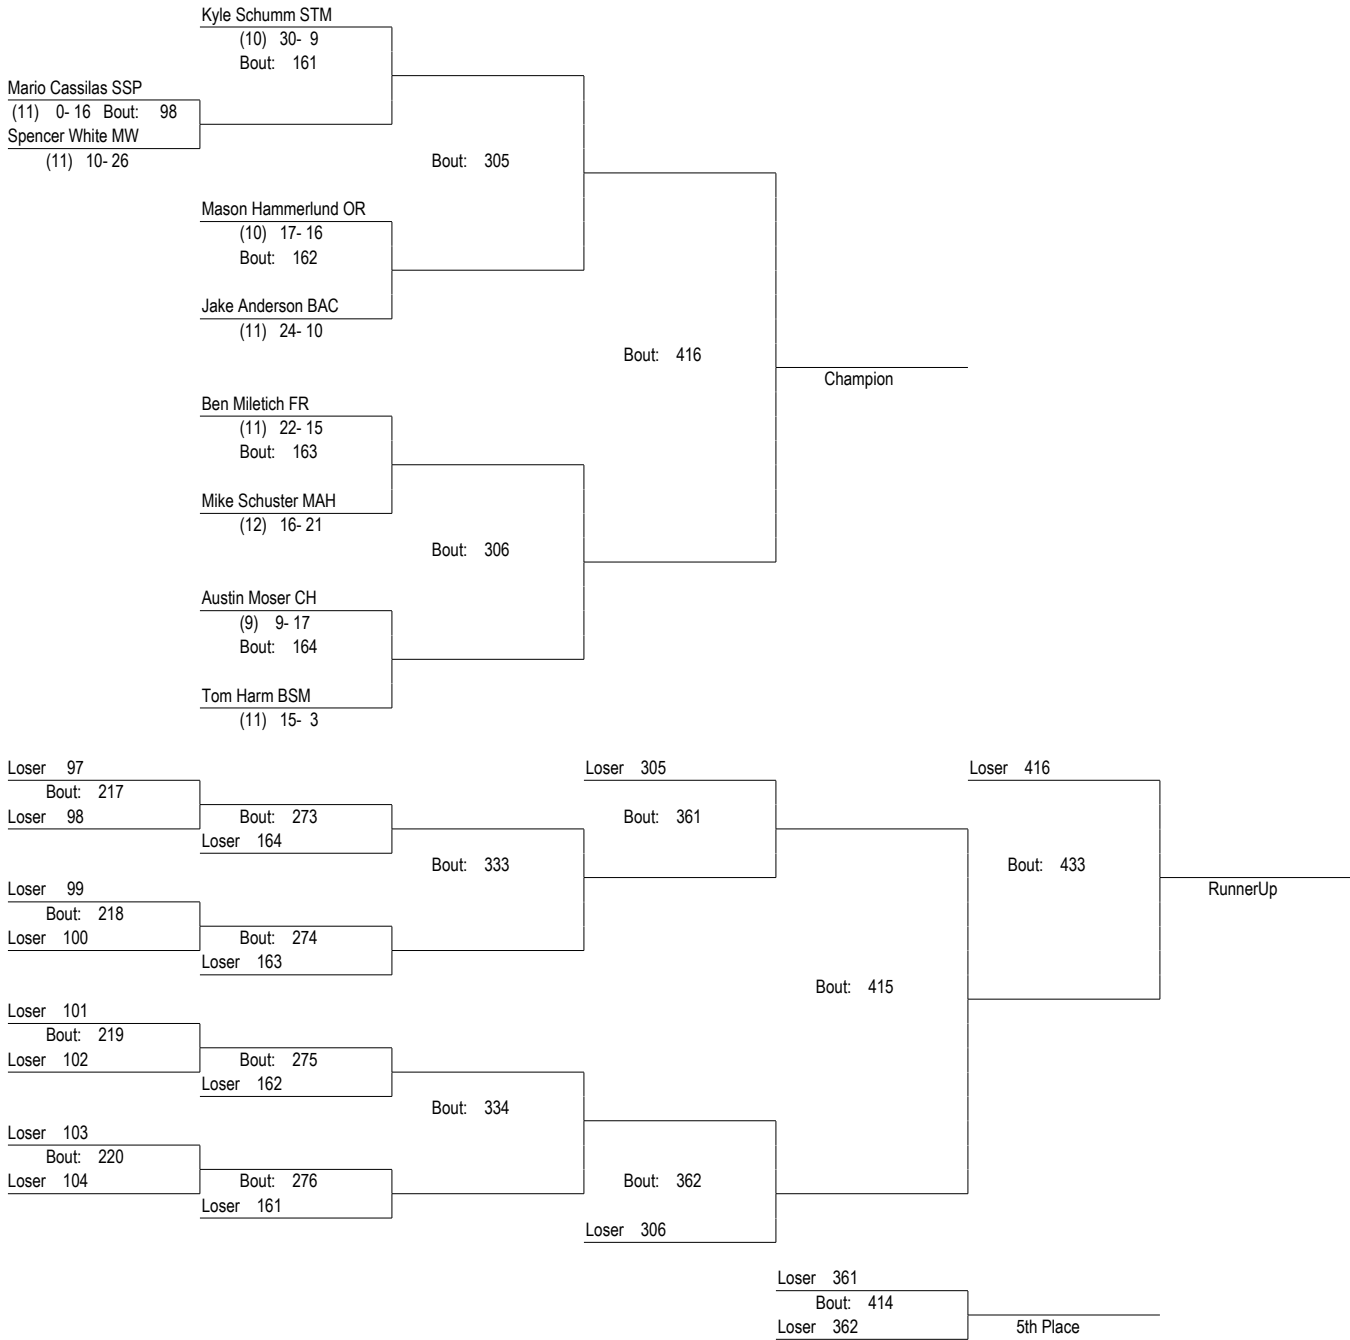 Kyle Schumm STM
(10) 30- 9
Bout: 161
Mario Cassilas SSP
(11) 0- 16 Bout: 98
Spencer White MW
(11) 10- 26
Bout: 305
Mason Hammerlund OR
(10) 17- 16
Bout: 162
Jake Anderson BAC
(11) 24- 10
Bout: 416
Champion
Ben Miletich FR
(11) 22- 15
Bout: 163
Mike Schuster MAH
(12) 16- 21
Bout: 306
Austin Moser CH
(9) 9- 17
Bout: 164
Tom Harm BSM
(11) 15- 3
Loser 97
Bout: 217
Loser 98
Bout: 273
Loser 164
Bout: 333
Loser 305
Bout: 361
Loser 416
Bout: 433
RunnerUp
Loser 99
Bout: 218
Loser 100
Bout: 274
Loser 163
Bout: 415
Loser 101
Bout: 219
Loser 102
Bout: 275
Loser 162
Bout: 334
Loser 103
Bout: 220
Loser 104
Bout: 276
Loser 161
Bout: 362
Loser 306
Loser 361
Bout: 414
Loser 362
5th Place